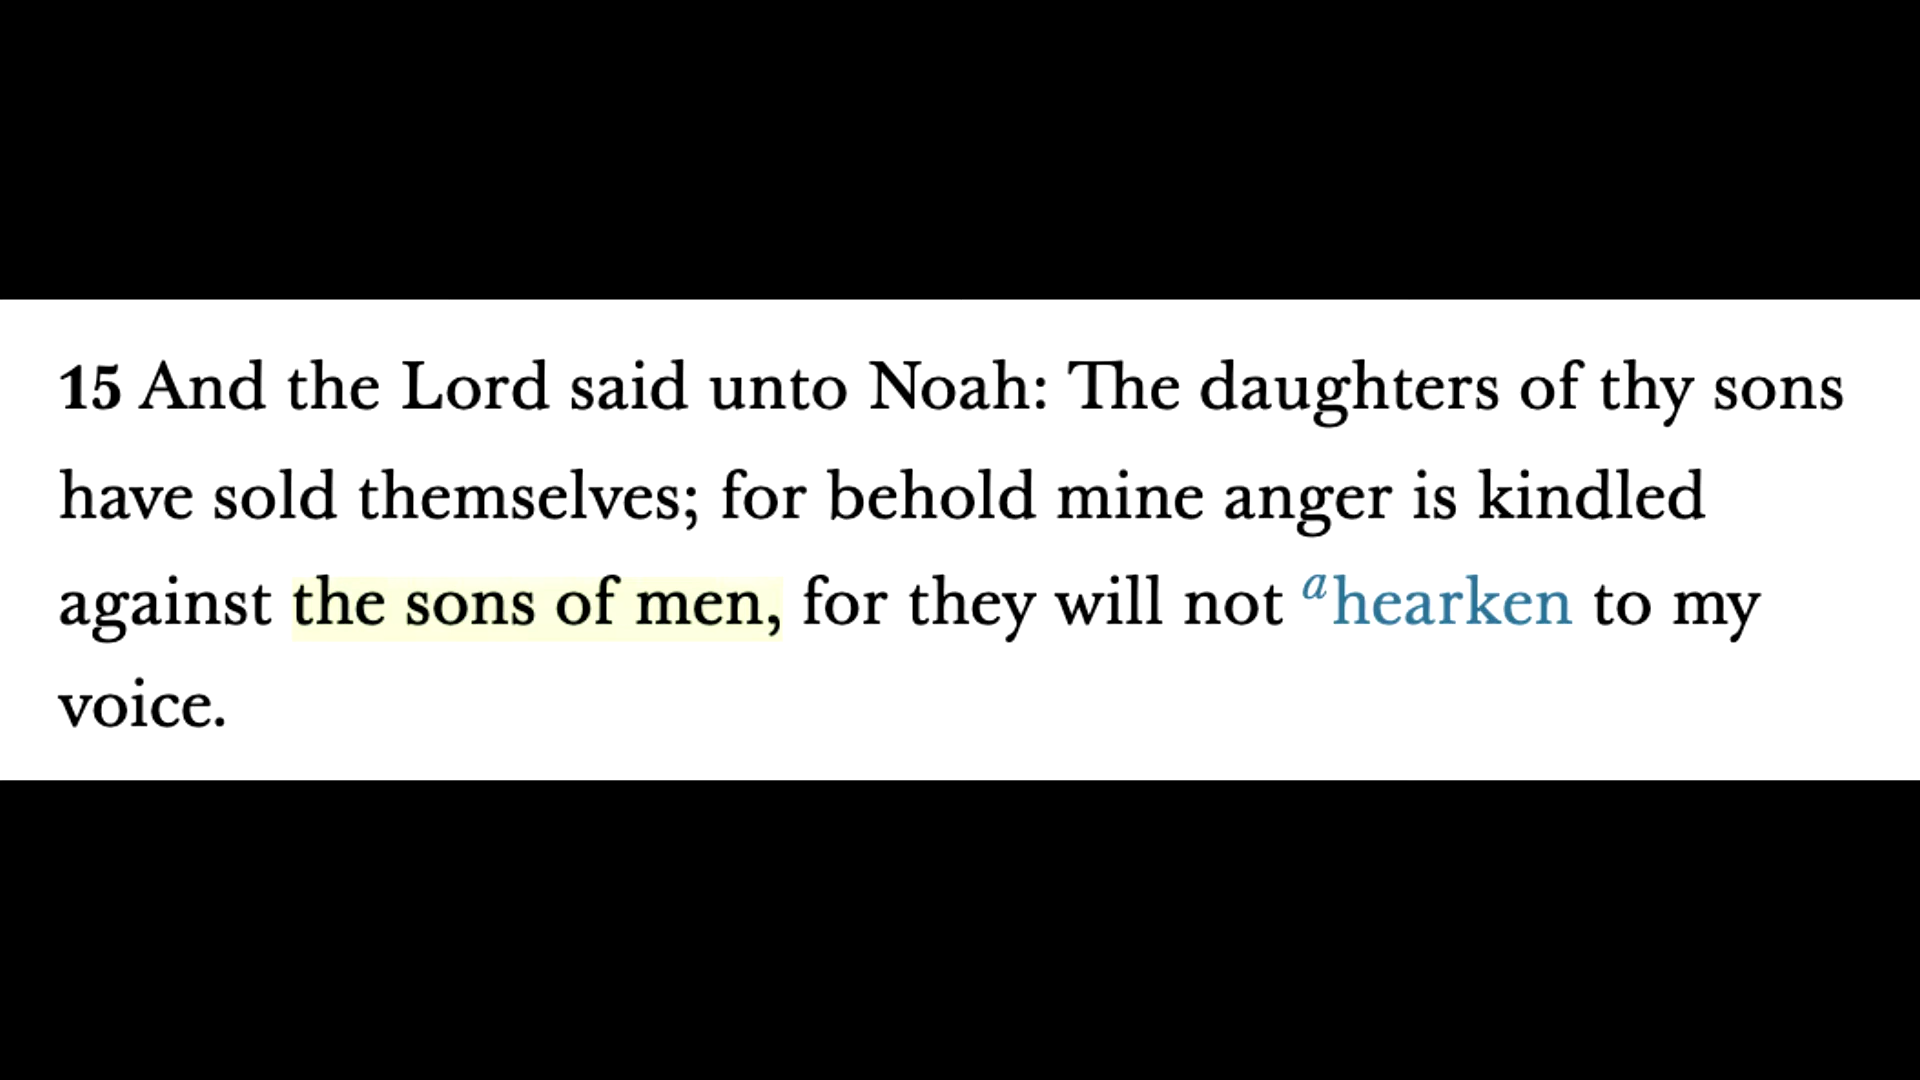 15 And the Lord said unto Noah: The daughters of thy sons
have sold themselves; for behold mine anger is kindled
against the sons of men, for they will not a hearken to my
voice.